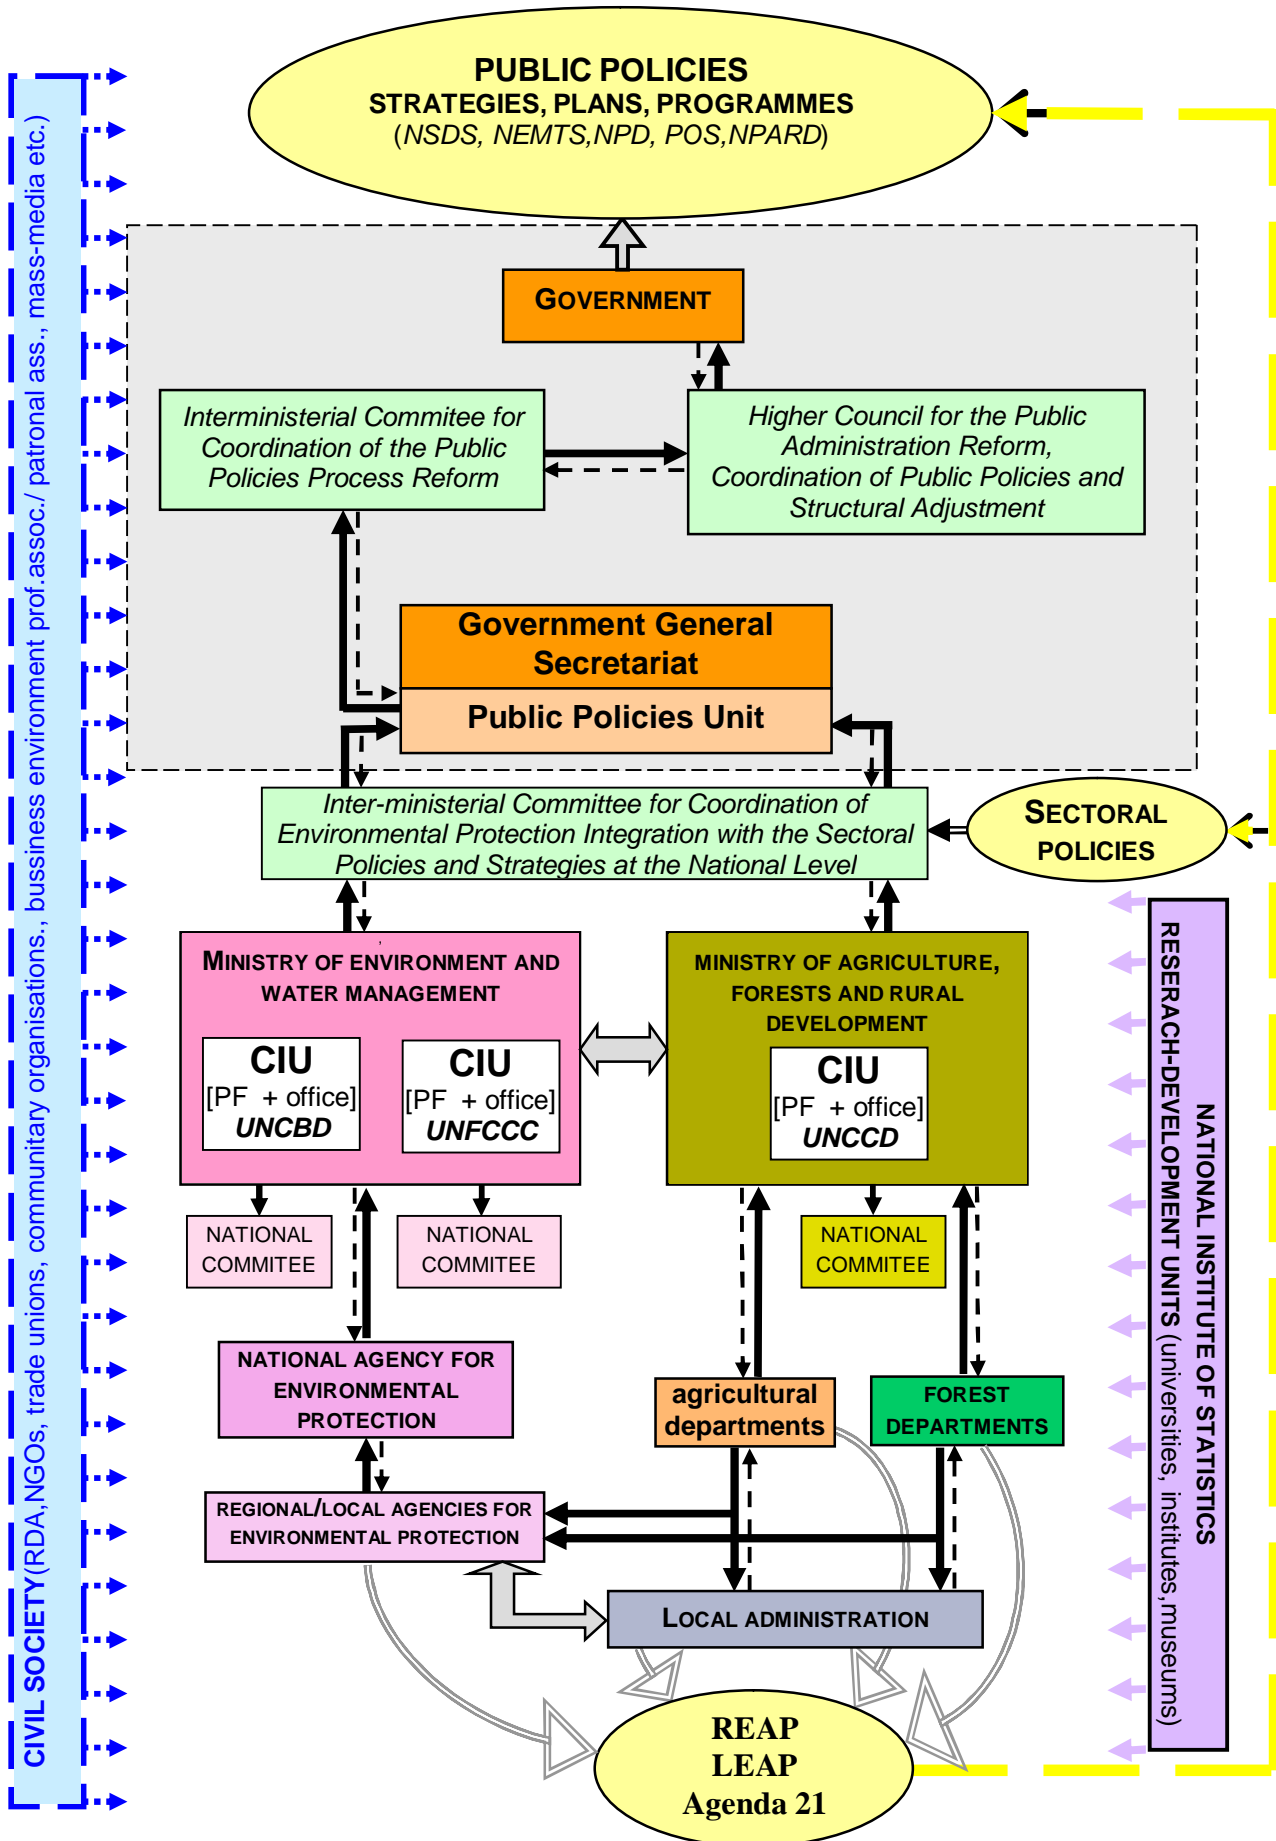 PUBLIC POLICIES
STRATEGIES, PLANS, PROGRAMMES
(NSDS, NEMTS,NPD, POS,NPARD)
GOVERNMENT
Interministerial Commitee for
Coordination of the Public
Policies Process Reform
Higher Council for the Public
Administration Reform,
Coordination of Public Policies and
Structural Adjustment
Government General
Secretariat
Public Policies Unit
Inter-ministerial Committee for Coordination of
Environmental Protection Integration with the Sectoral
Policies and Strategies at the National Level
SECTORAL
POLICIES
MINISTRY OF ENVIRONMENT AND
WATER MANAGEMENT
CIU
[PF + office]
UNCBD
CIU
[PF + office]
UNFCCC
MINISTRY OF AGRICULTURE,
FORESTS AND RURAL
DEVELOPMENT
CIU
[PF + office]
UNCCD
NATIONAL
COMMITEE
NATIONAL
COMMITEE
NATIONAL
COMMITEE
NATIONAL AGENCY FOR
ENVIRONMENTAL
PROTECTION
agricultural
departments
FOREST
DEPARTMENTS
REGIONAL/LOCAL AGENCIES FOR
ENVIRONMENTAL PROTECTION
LOCAL ADMINISTRATION
REAP
LEAP
Agenda 21
CIVIL SOCIETY(RDA,NGOs, trade unions, communitary organisations., bussiness environment prof.assoc./ patronal ass., mass-media etc.)
NATIONAL INSTITUTE OF STATISTICS
RESERACH-DEVELOPMENT UNITS (universities, institutes,museums)